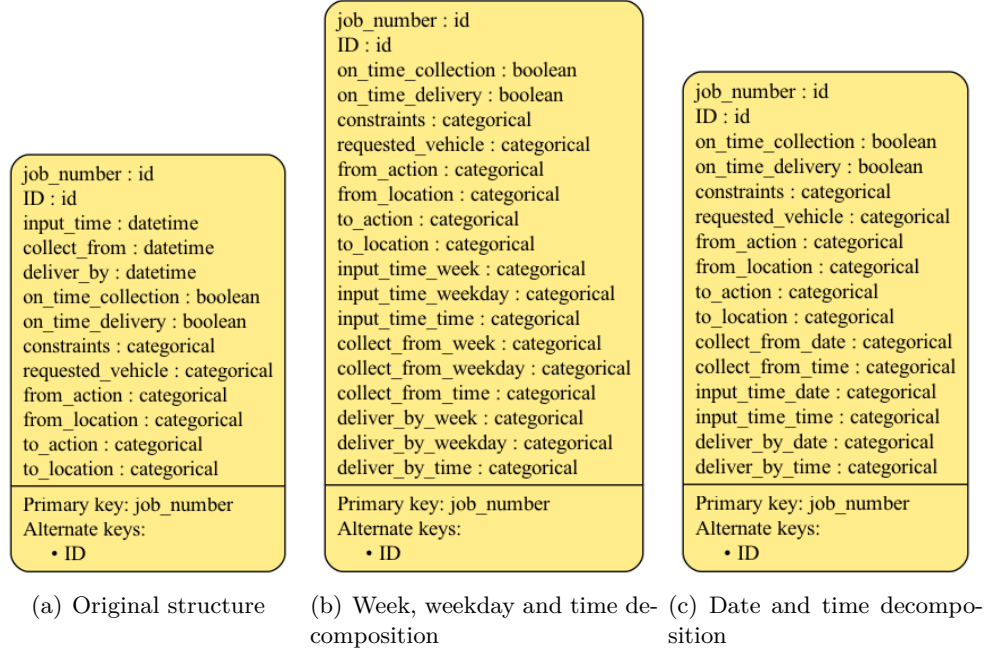 job_number : id
ID : id
input_time : datetime
collect_from : datetime
deliver_by : datetime
on_time_collection : boolean
on_time_delivery : boolean
constraints : categorical
requested_vehicle : categorical
from_action : categorical
from_location : categorical
to_action : categorical
to_location : categorical
Primary key: job_number
Alternate keys:
• ID
(a) Original structure
job_number : id
ID : id
on_time_collection : boolean
on_time_delivery : boolean
constraints : categorical
requested_vehicle : categorical
from_action : categorical
from_location : categorical
to_action : categorical
to_location : categorical
input_time_week : categorical
input_time_weekday : categorical
input_time_time : categorical
collect_from_week : categorical
collect_from_weekday : categorical
collect_from_time : categorical
deliver_by_week : categorical
deliver_by_weekday : categorical
deliver_by_time : categorical
Primary key: job_number
Alternate keys:
• ID
(b) Week, weekday and time de-
composition
job_number : id
ID : id
on_time_collection : boolean
on_time_delivery : boolean
constraints : categorical
requested_vehicle : categorical
from_action : categorical
from_location : categorical
to_action : categorical
to_location : categorical
collect_from_date : categorical
collect_from_time : categorical
input_time_date : categorical
input_time_time : categorical
deliver_by_date : categorical
deliver_by_time : categorical
Primary key: job_number
Alternate keys:
• ID
(c) Date and time decompo-
sition